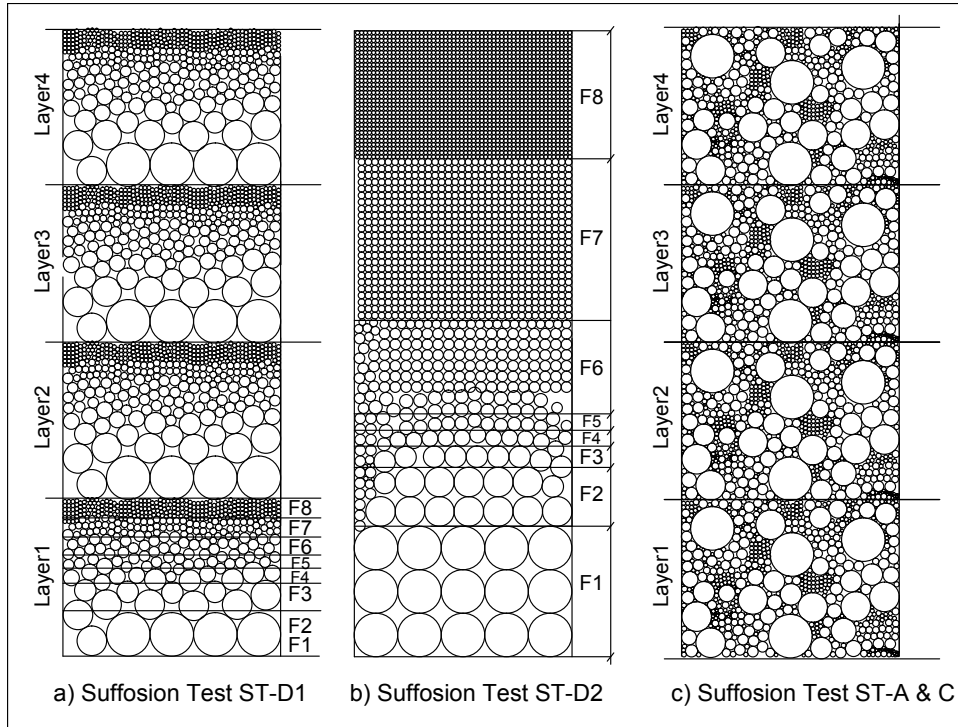 Layer4
Layer3
Layer2
Layer1
F8
F7
F6
F5
F4
F3
F2
F1
a) Suffosion Test ST-D1
F8
F7
F6
F5
F4
F3
F2
F1
b) Suffosion Test ST-D2
Layer4
Layer3
Layer2
Layer1
c) Suffosion Test ST-A & C